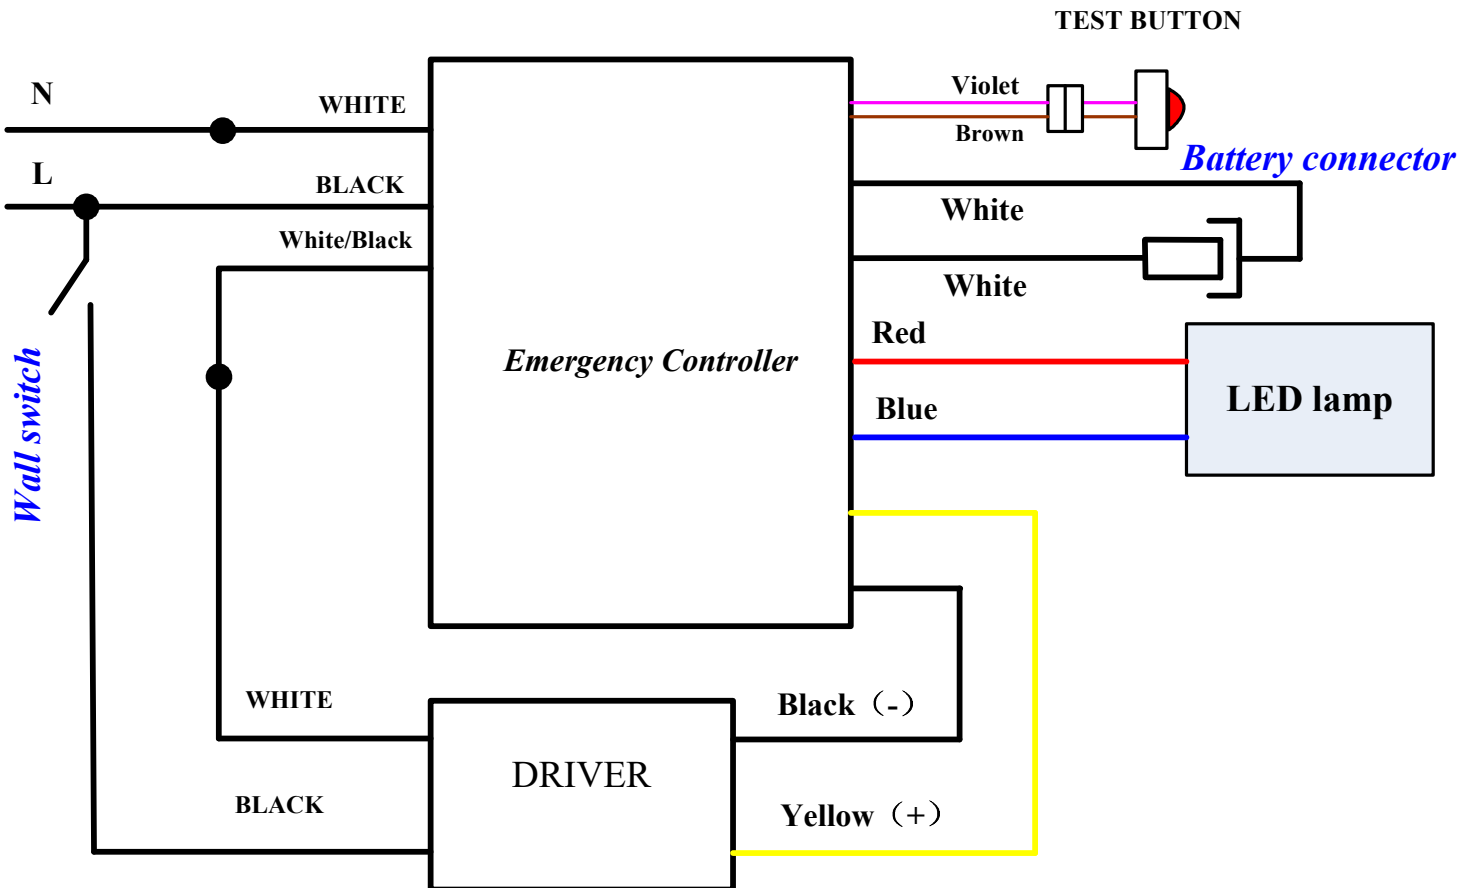 TEST BUTTON
N
WHITE
Violet
Brown
Battery connector
L
BLACK
White
White/Black
White
Red
Emergency Controller
Blue
LED lamp
Wall switch
WHITE
Black（-）
DRIVER
BLACK
Yellow（+）